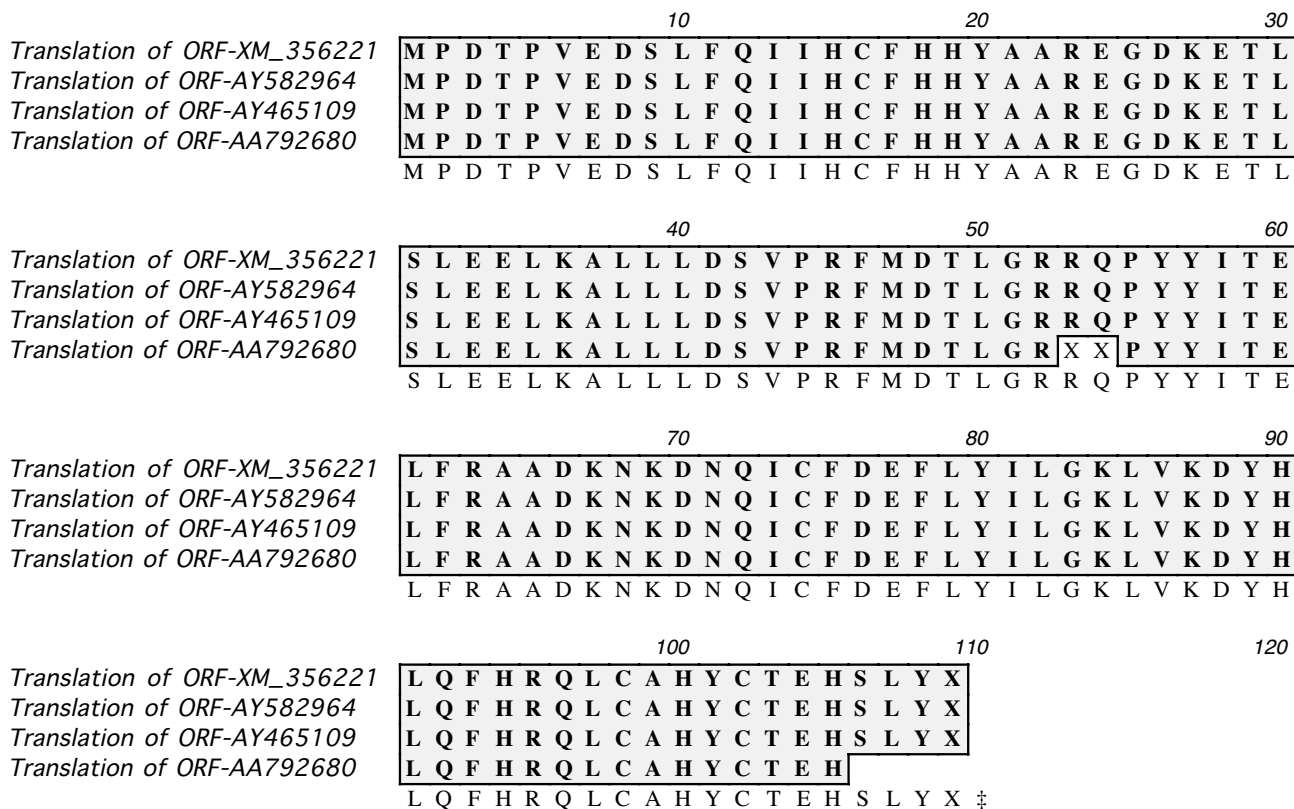 10 20 30
Translation of ORF-XM_356221 M P D T P V E D S L F Q I I H C F H H Y A A R E G D K E T L
Translation of ORF-AY582964 M P D T P V E D S L F Q I I H C F H H Y A A R E G D K E T L
Translation of ORF-AY465109 M P D T P V E D S L F Q I I H C F H H Y A A R E G D K E T L
Translation of ORF-AA792680 M P D T P V E D S L F Q I I H C F H H Y A A R E G D K E T L
M P D T P V E D S L F Q I I H C F H H Y A A R E G D K E T L
40 50 60
Translation of ORF-XM_356221 S L E E L K A L L L D S V P R F M D T L G R R Q P Y Y I T E
Translation of ORF-AY582964 S L E E L K A L L L D S V P R F M D T L G R R Q P Y Y I T E
Translation of ORF-AY465109 S L E E L K A L L L D S V P R F M D T L G R R Q P Y Y I T E
Translation of ORF-AA792680 S L E E L K A L L L D S V P R F M D T L G R X X P Y Y I T E
S L E E L K A L L L D S V P R F M D T L G R R Q P Y Y I T E
70 80 90
Translation of ORF-XM_356221 L F R A A D K N K D N Q I C F D E F L Y I L G K L V K D Y H
Translation of ORF-AY582964 L F R A A D K N K D N Q I C F D E F L Y I L G K L V K D Y H
Translation of ORF-AY465109 L F R A A D K N K D N Q I C F D E F L Y I L G K L V K D Y H
Translation of ORF-AA792680 L F R A A D K N K D N Q I C F D E F L Y I L G K L V K D Y H
L F R A A D K N K D N Q I C F D E F L Y I L G K L V K D Y H
100 110 120
Translation of ORF-XM_356221 L Q F H R Q L C A H Y C T E H S L Y X
Translation of ORF-AY582964 L Q F H R Q L C A H Y C T E H S L Y X
Translation of ORF-AY465109 L Q F H R Q L C A H Y C T E H S L Y X
Translation of ORF-AA792680 L Q F H R Q L C A H Y C T E H
L Q F H R Q L C A H Y C T E H S L Y X ‡